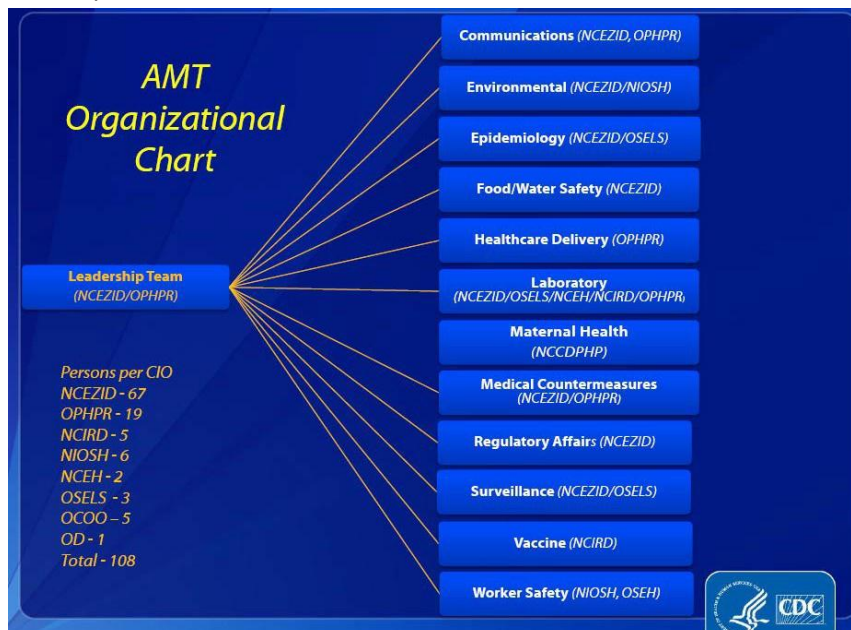 AMT
Organizational
Chart
Leadership Team
(NCEZID/OPHPR)
Persons per CIO
NCEZID - 67
OPHPR - 19
NCIRD - 5
NIOSH - 6
NCEH - 2
OSELS - 3
OCOO – 5
OD - 1
Total - 108
Communications (NCEZID, OPHPR)
Environmental (NCEZID/NIOSH)
Epidemiology (NCEZID/OSELS)
Food/Water Safety (NCEZID)
Healthcare Delivery (OPHPR)
Laboratory
(NCEZID/OSELS/NCEH/NCIRD/OPHPR)
Maternal Health
(NCCDPHP)
Medical Countermeasures
(NCEZID/OPHPR)
Regulatory Affairs (NCEZID)
Surveillance (NCEZID/OSELS)
Vaccine (NCIRD)
Worker Safety (NIOSH, OSEH)
CDC